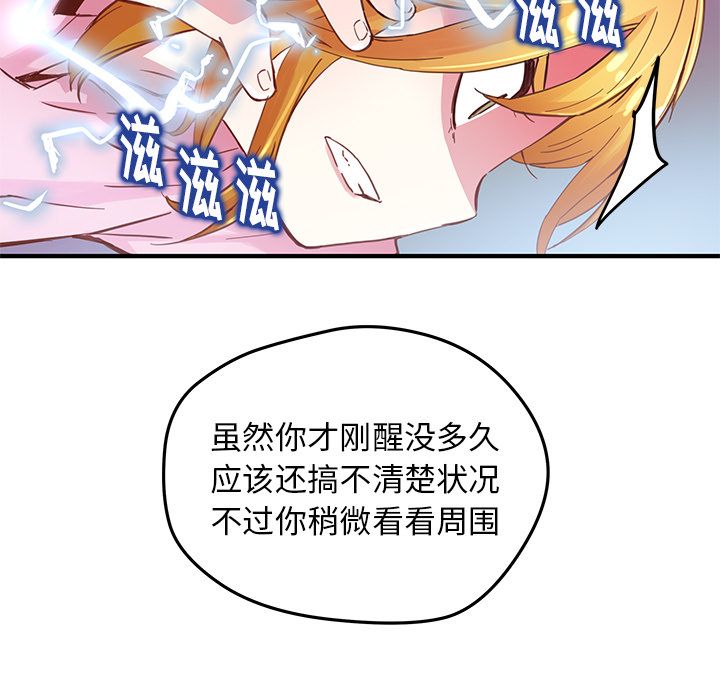 滋滋
滋滋滋
虽然你才刚醒没多久
应该还搞不清楚状况
不过你稍微看看周围